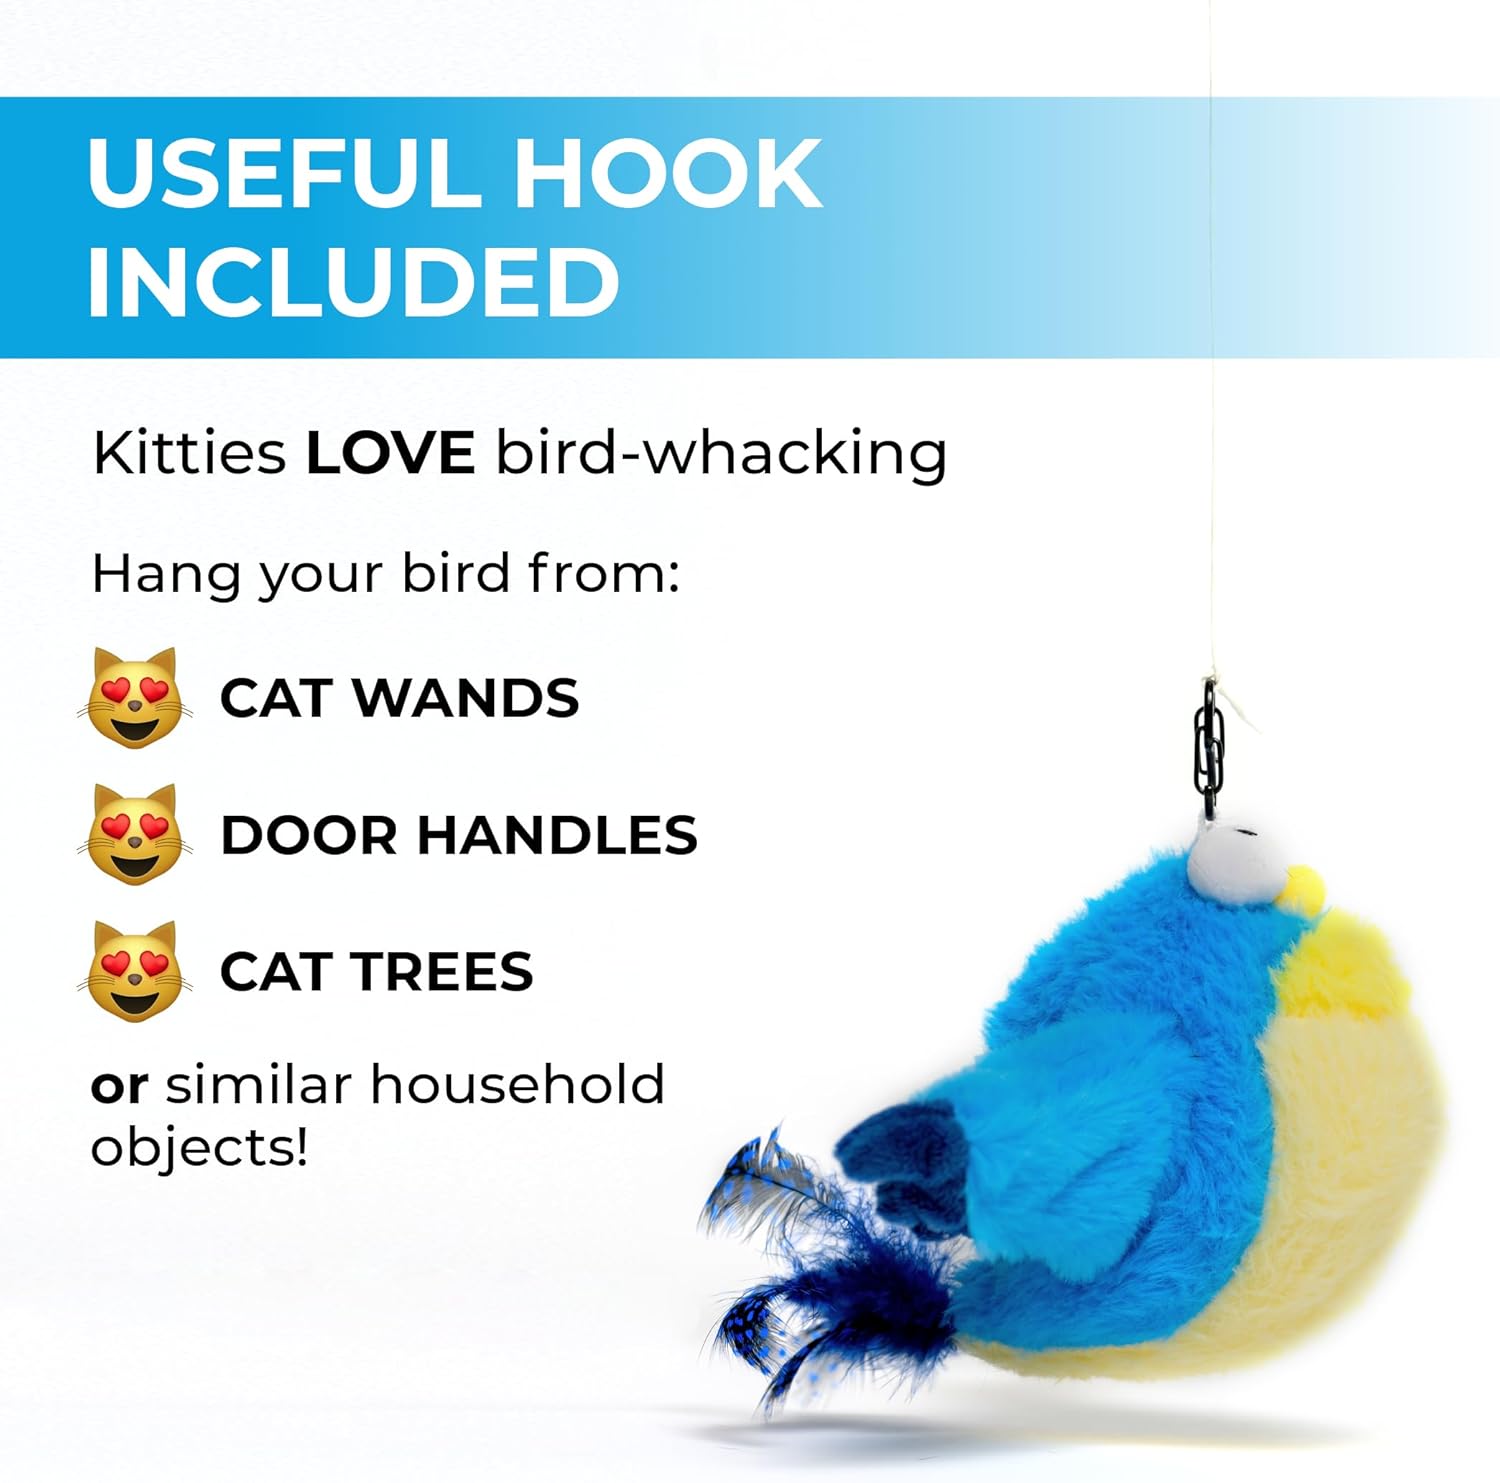 USEFUL HOOK
INCLUDED
Kitties LOVE bird-whacking
Hang your bird from:
CAT WANDS
DOOR HANDLES
CAT TREES
or similar household
objects!